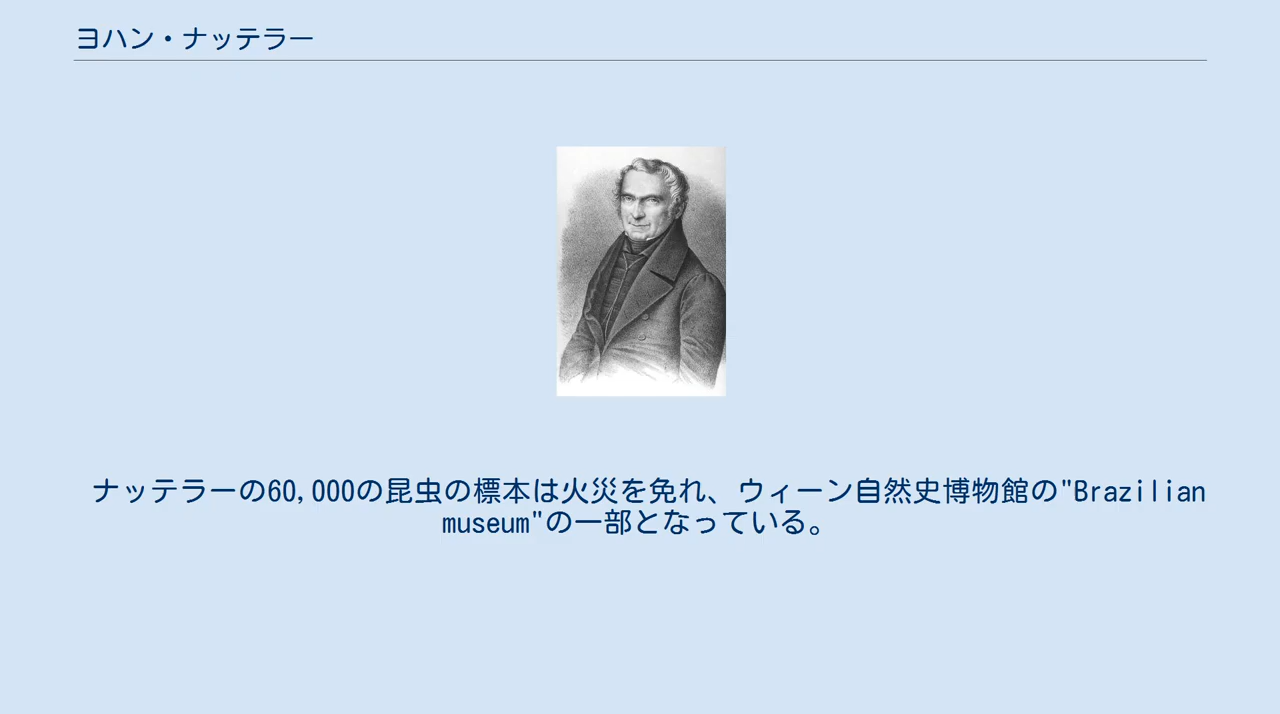 ヨハン・ナッテラー
ナッテラーの60,000の昆虫の標本は火災を免れ、ウィーン自然史博物館の"Brazilian
museum"の一部となっている。